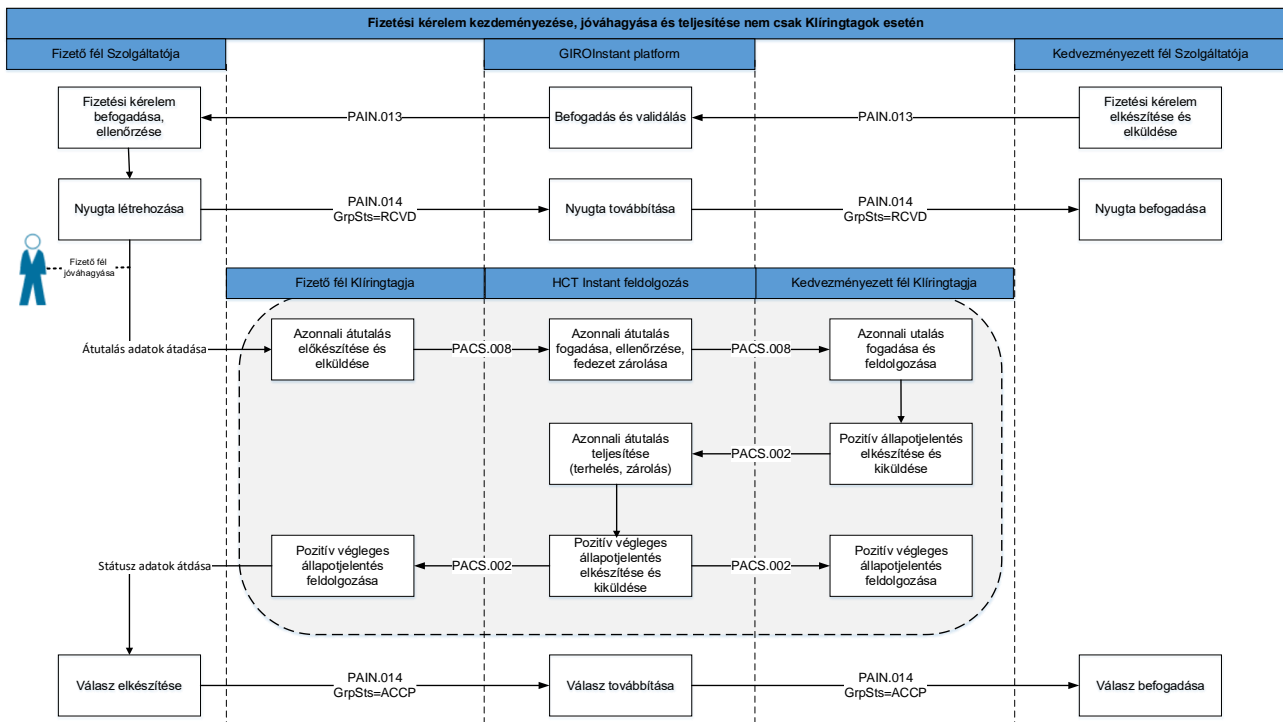 Fizetési kérelem kezdeményezése, jóváhagyása és teljesítése nem csak Klíringtagok esetén
Fizető fél Szolgáltatója
GIROInstant platform
Kedvezményezett fél Szolgáltatója
Fizetési kérelem
befogadása,
ellenőrzése
PAIN.013
Befogadás és validálás
PAIN.013
Fizetési kérelem
elkészítése és
elküldése
Nyugta létrehozása
PAIN.014
GrpSts=RCVD
Nyugta továbbítása
PAIN.014
GrpSts=RCVD
Nyugta befogadása
Fizető fél
jóváhagyása
Fizető fél Klíringtagja
HCT Instant feldolgozás
Kedvezményezett fél Klíringtagja
Átutalás adatok átadása
Azonnali átutalás
előkészítése és
elküldése
PACS.008
Azonnali átutalás
fogadása, ellenőrzése,
fedezet zárolása
PACS.008
Azonnali utalás
fogadása és
feldolgozása
Azonnali átutalás
teljesítése
(terhelés, zárolás)
PACS.002
Pozitív állapotjelentés
elkészítése és
kiküldése
Státusz adatok átdása
Pozitív végleges
állapotjelentés
feldolgozása
PACS.002
Pozitív végleges
állapotjelentés
elkészítése és
kiküldése
PACS.002
Pozitív végleges
állapotjelentés
feldolgozása
Válasz elkészítése
PAIN.014
GrpSts=ACCP
Válasz továbbítása
PAIN.014
GrpSts=ACCP
Válasz befogadása